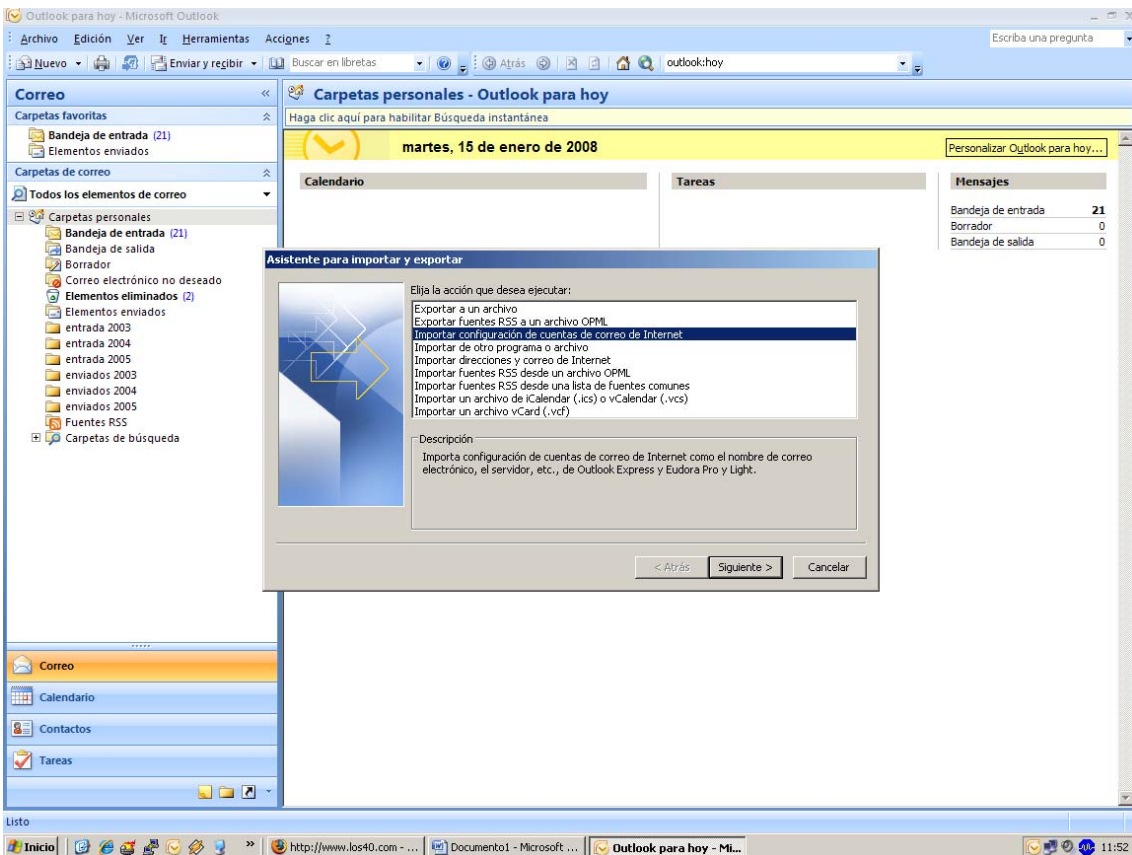 Outlook para hoy - Microsoft Outlook
Archivo Edición Ver Ir Herramientas Acciones ?
Escriba una pregunta
Nuevo Enviar y recibir Buscar en libretas Atrás outlook:hoy
Correo «
Carpetas favoritas
Bandeja de entrada (21)
Elementos enviados
Carpetas de correo
Todos los elementos de correo
Carpetas personales
Bandeja de entrada (21)
Bandeja de salida
Borrador
Correo electrónico no deseado
Elementos eliminados (2)
Elementos enviados
entrada 2003
entrada 2004
entrada 2005
enviados 2003
enviados 2004
enviados 2005
Fuentes RSS
Carpetas de búsqueda
Correo
Calendario
Contactos
Tareas
Carpetas personales - Outlook para hoy
Haga clic aquí para habilitar Búsqueda instantánea
martes, 15 de enero de 2008
Personalizar Outlook para hoy...
Calendario
Tareas
Mensajes
Bandeja de entrada 21
Borrador 0
Bandeja de salida 0
Asistente para importar y exportar
Elija la acción que desea ejecutar:
Exportar a un archivo
Exportar fuentes RSS a un archivo OPML
Importar configuración de cuentas de correo de Internet
Importar de otro programa o archivo
Importar direcciones y correo de Internet
Importar fuentes RSS desde un archivo OPML
Importar fuentes RSS desde una lista de fuentes comunes
Importar un archivo de iCalendar (.ics) o vCalendar (.vcs)
Importar un archivo vCard (.vcf)
Descripción
Importa configuración de cuentas de correo de Internet como el nombre de correo
electrónico, el servidor, etc., de Outlook Express y Eudora Pro y Light.
< Atrás Siguiente > Cancelar
Listo
Inicio » http://www.los40.com - ... Documento1 - Microsoft ... Outlook para hoy - Mi... 11:52